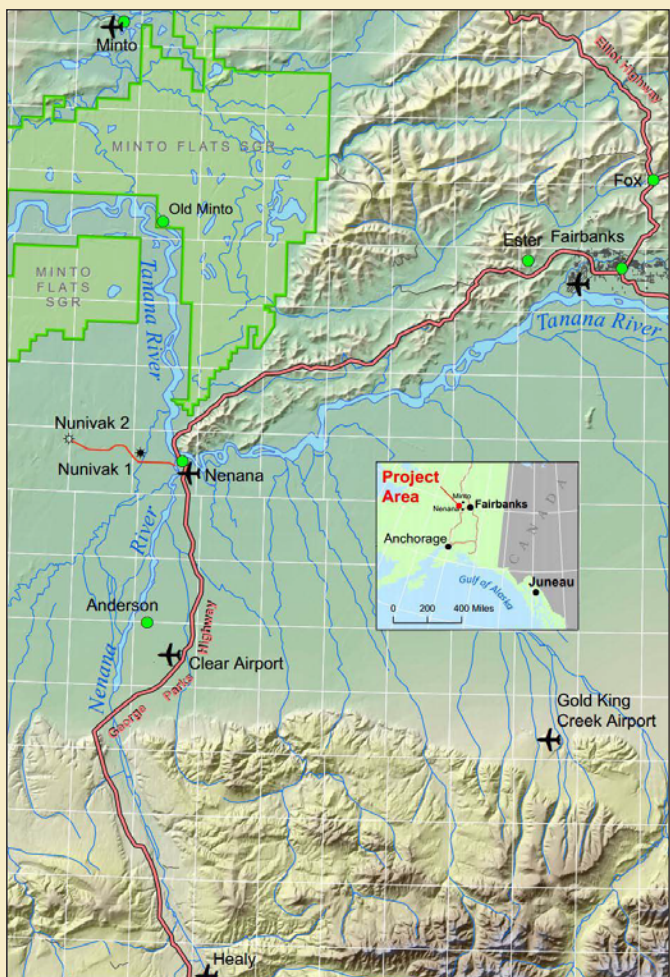 Minto
Elliot Highway
MINTO FLATS SGR
Fox
Old Minto
Ester
Fairbanks
MINTO
FLATS
SGR
Tanana River
Tanana River
Nunivak 2
Nunivak 1
Nenana
Project
Area
Minto
Nenana
Fairbanks
CANADA
Anchorage
Gulf of Alaska
Juneau
0 200 400 Miles
Nenana River
Anderson
George Parks Highway
Clear Airport
Gold King
Creek Airport
Healy